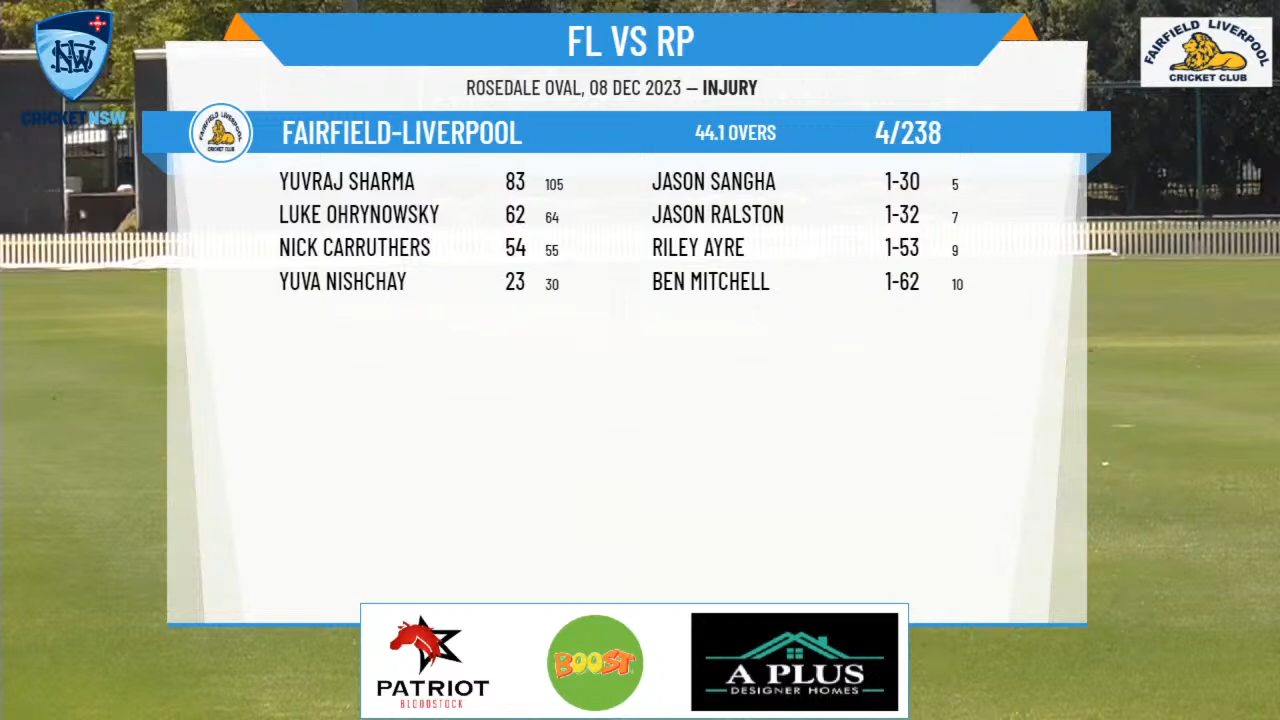 FL VS RP
ROSEDALE OVAL, 08 DEC 2023 – INJURY
CRICKET NSW
FAIRFIELD LIVERPOOL
CRICKET CLUB
FAIRFIELD-LIVERPOOL 44.1 OVERS 4/238
YUVRAJ SHARMA 83 105 JASON SANGHA 1-30 5
LUKE OHRYNOWSKY 62 64 JASON RALSTON 1-32 7
NICK CARRUTHERS 54 55 RILEY AYRE 1-53 9
YUVA NISHCHAY 23 30 BEN MITCHELL 1-62 10
PATRIOT
BLOODSTOCK
BOOST
A PLUS
DESIGNER HOMES